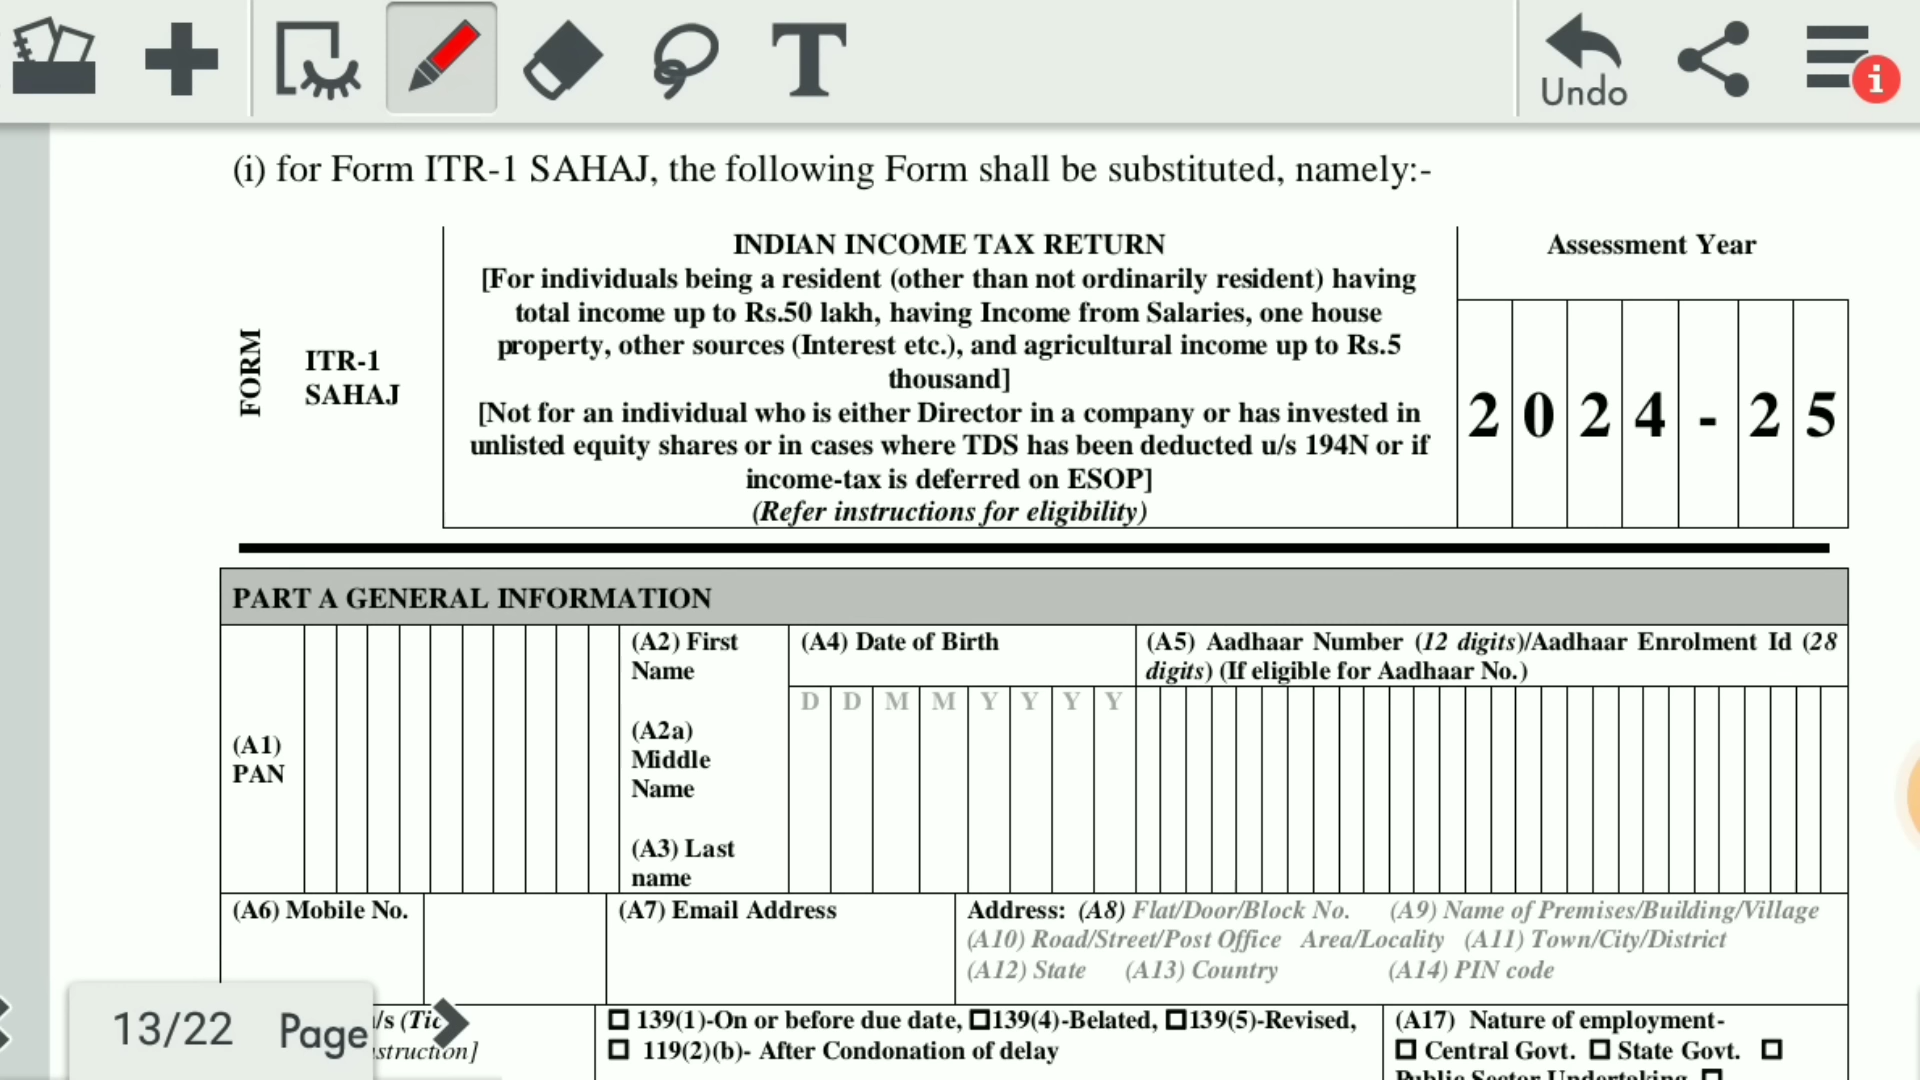 Undo
i
(i) for Form ITR-1 SAHAJ, the following Form shall be substituted, namely:-
FORM
ITR-1
SAHAJ
INDIAN INCOME TAX RETURN
[For individuals being a resident (other than not ordinarily resident) having
total income up to Rs.50 lakh, having Income from Salaries, one house
property, other sources (Interest etc.), and agricultural income up to Rs.5
thousand]
[Not for an individual who is either Director in a company or has invested in
unlisted equity shares or in cases where TDS has been deducted u/s 194N or if
income-tax is deferred on ESOP]
(Refer instructions for eligibility)
Assessment Year
2 0 2 4 - 2 5
PART A GENERAL INFORMATION
(A1)
PAN
(A2) First
Name
(A2a)
Middle
Name
(A3) Last
name
(A4) Date of Birth
D D M M Y Y Y Y
(A5) Aadhaar Number (12 digits)/Aadhaar Enrolment Id (28
digits) (If eligible for Aadhaar No.)
(A6) Mobile No.
(A7) Email Address
Address: (A8) Flat/Door/Block No. (A9) Name of Premises/Building/Village
(A10) Road/Street/Post Office Area/Locality (A11) Town/City/District
(A12) State (A13) Country (A14) PIN code
13/22 Page
/s (Tic
struction]
139(1)-On or before due date, 139(4)-Belated, 139(5)-Revised,
119(2)(b)- After Condonation of delay
(A17) Nature of employment-
Central Govt. State Govt.
Public Sector Undertaking